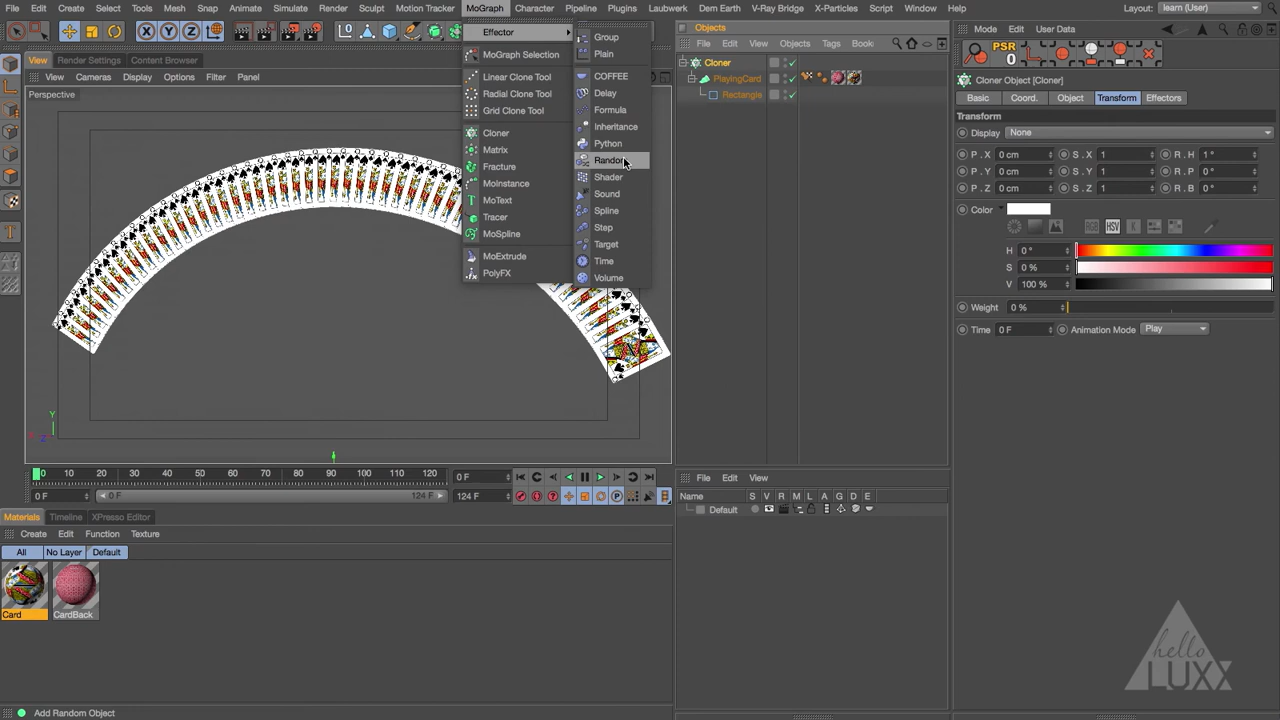 File Edit Create Select Tools Mesh Snap Animate Simulate Render Sculpt Motion Tracker MoGraph Character Pipeline Plugins Laubwerk Dem Earth V-Ray Bridge X-Particles Script Window Help Layout: learn (User)
Effector
MoGraph Selection
Linear Clone Tool
Radial Clone Tool
Grid Clone Tool
Cloner
Matrix
Fracture
MoInstance
MoText
Tracer
MoSpline
MoExtrude
PolyFX
Group
Plain
COFFEE
Delay
Formula
Inheritance
Python
Random
Shader
Sound
Spline
Step
Target
Time
Volume
View Render Settings Content Browser
View Cameras Display Options Filter Panel
Perspective
Y
X Y Z
0 10 20 30 40 50 60 70 80 90 100 110 120 0 F
0 F 0 F 124 F 124 F
Materials Timeline XPresso Editor
Create Edit Function Texture
All No Layer Default
Card CardBack
Add Random Object
Objects
File Edit View Objects Tags Book
Cloner
PlayingCard
Rectangle
File Edit View
Name S V R M L A G D E
Default
Mode Edit User Data
PSR
0
Cloner Object [Cloner]
Basic Coord. Object Transform Effectors
Transform
Display None
P . X 0 cm S . X 1 R . H 1 °
P . Y 0 cm S . Y 1 R . P 0 °
P . Z 0 cm S . Z 1 R . B 0 °
Color
RGB HSV K
H 0 °
S 0 %
V 100 %
Weight 0 %
Time 0 F Animation Mode Play
hello
LUXX